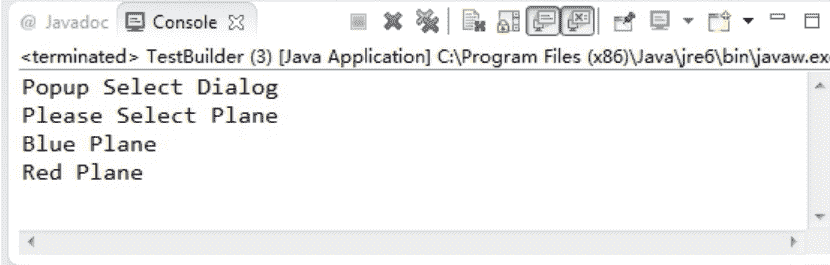 @ Javadoc Console
<terminated> TestBuilder (3) [Java Application] C:\Program Files (x86)\Java\jre6\bin\javaw.exe
Popup Select Dialog
Please Select Plane
Blue Plane
Red Plane